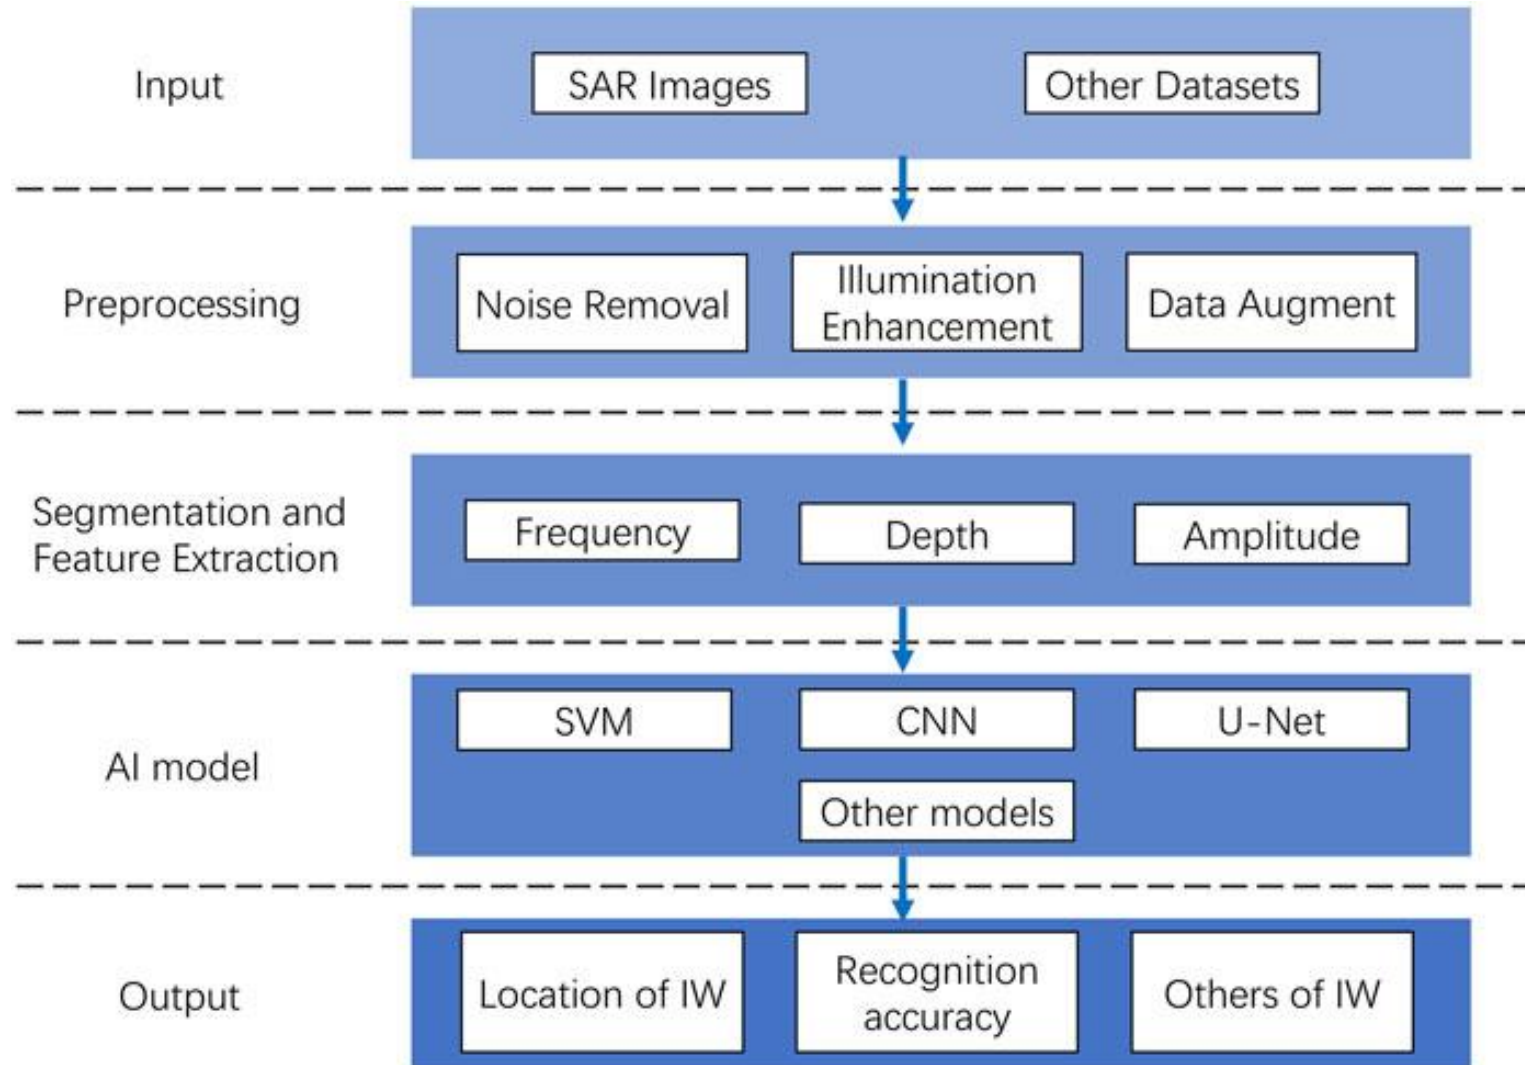 Input
SAR Images
Other Datasets
Preprocessing
Noise Removal
Illumination
Enhancement
Data Augment
Segmentation and
Feature Extraction
Frequency
Depth
Amplitude
AI model
SVM
CNN
U-Net
Other models
Output
Location of IW
Recognition
accuracy
Others of IW